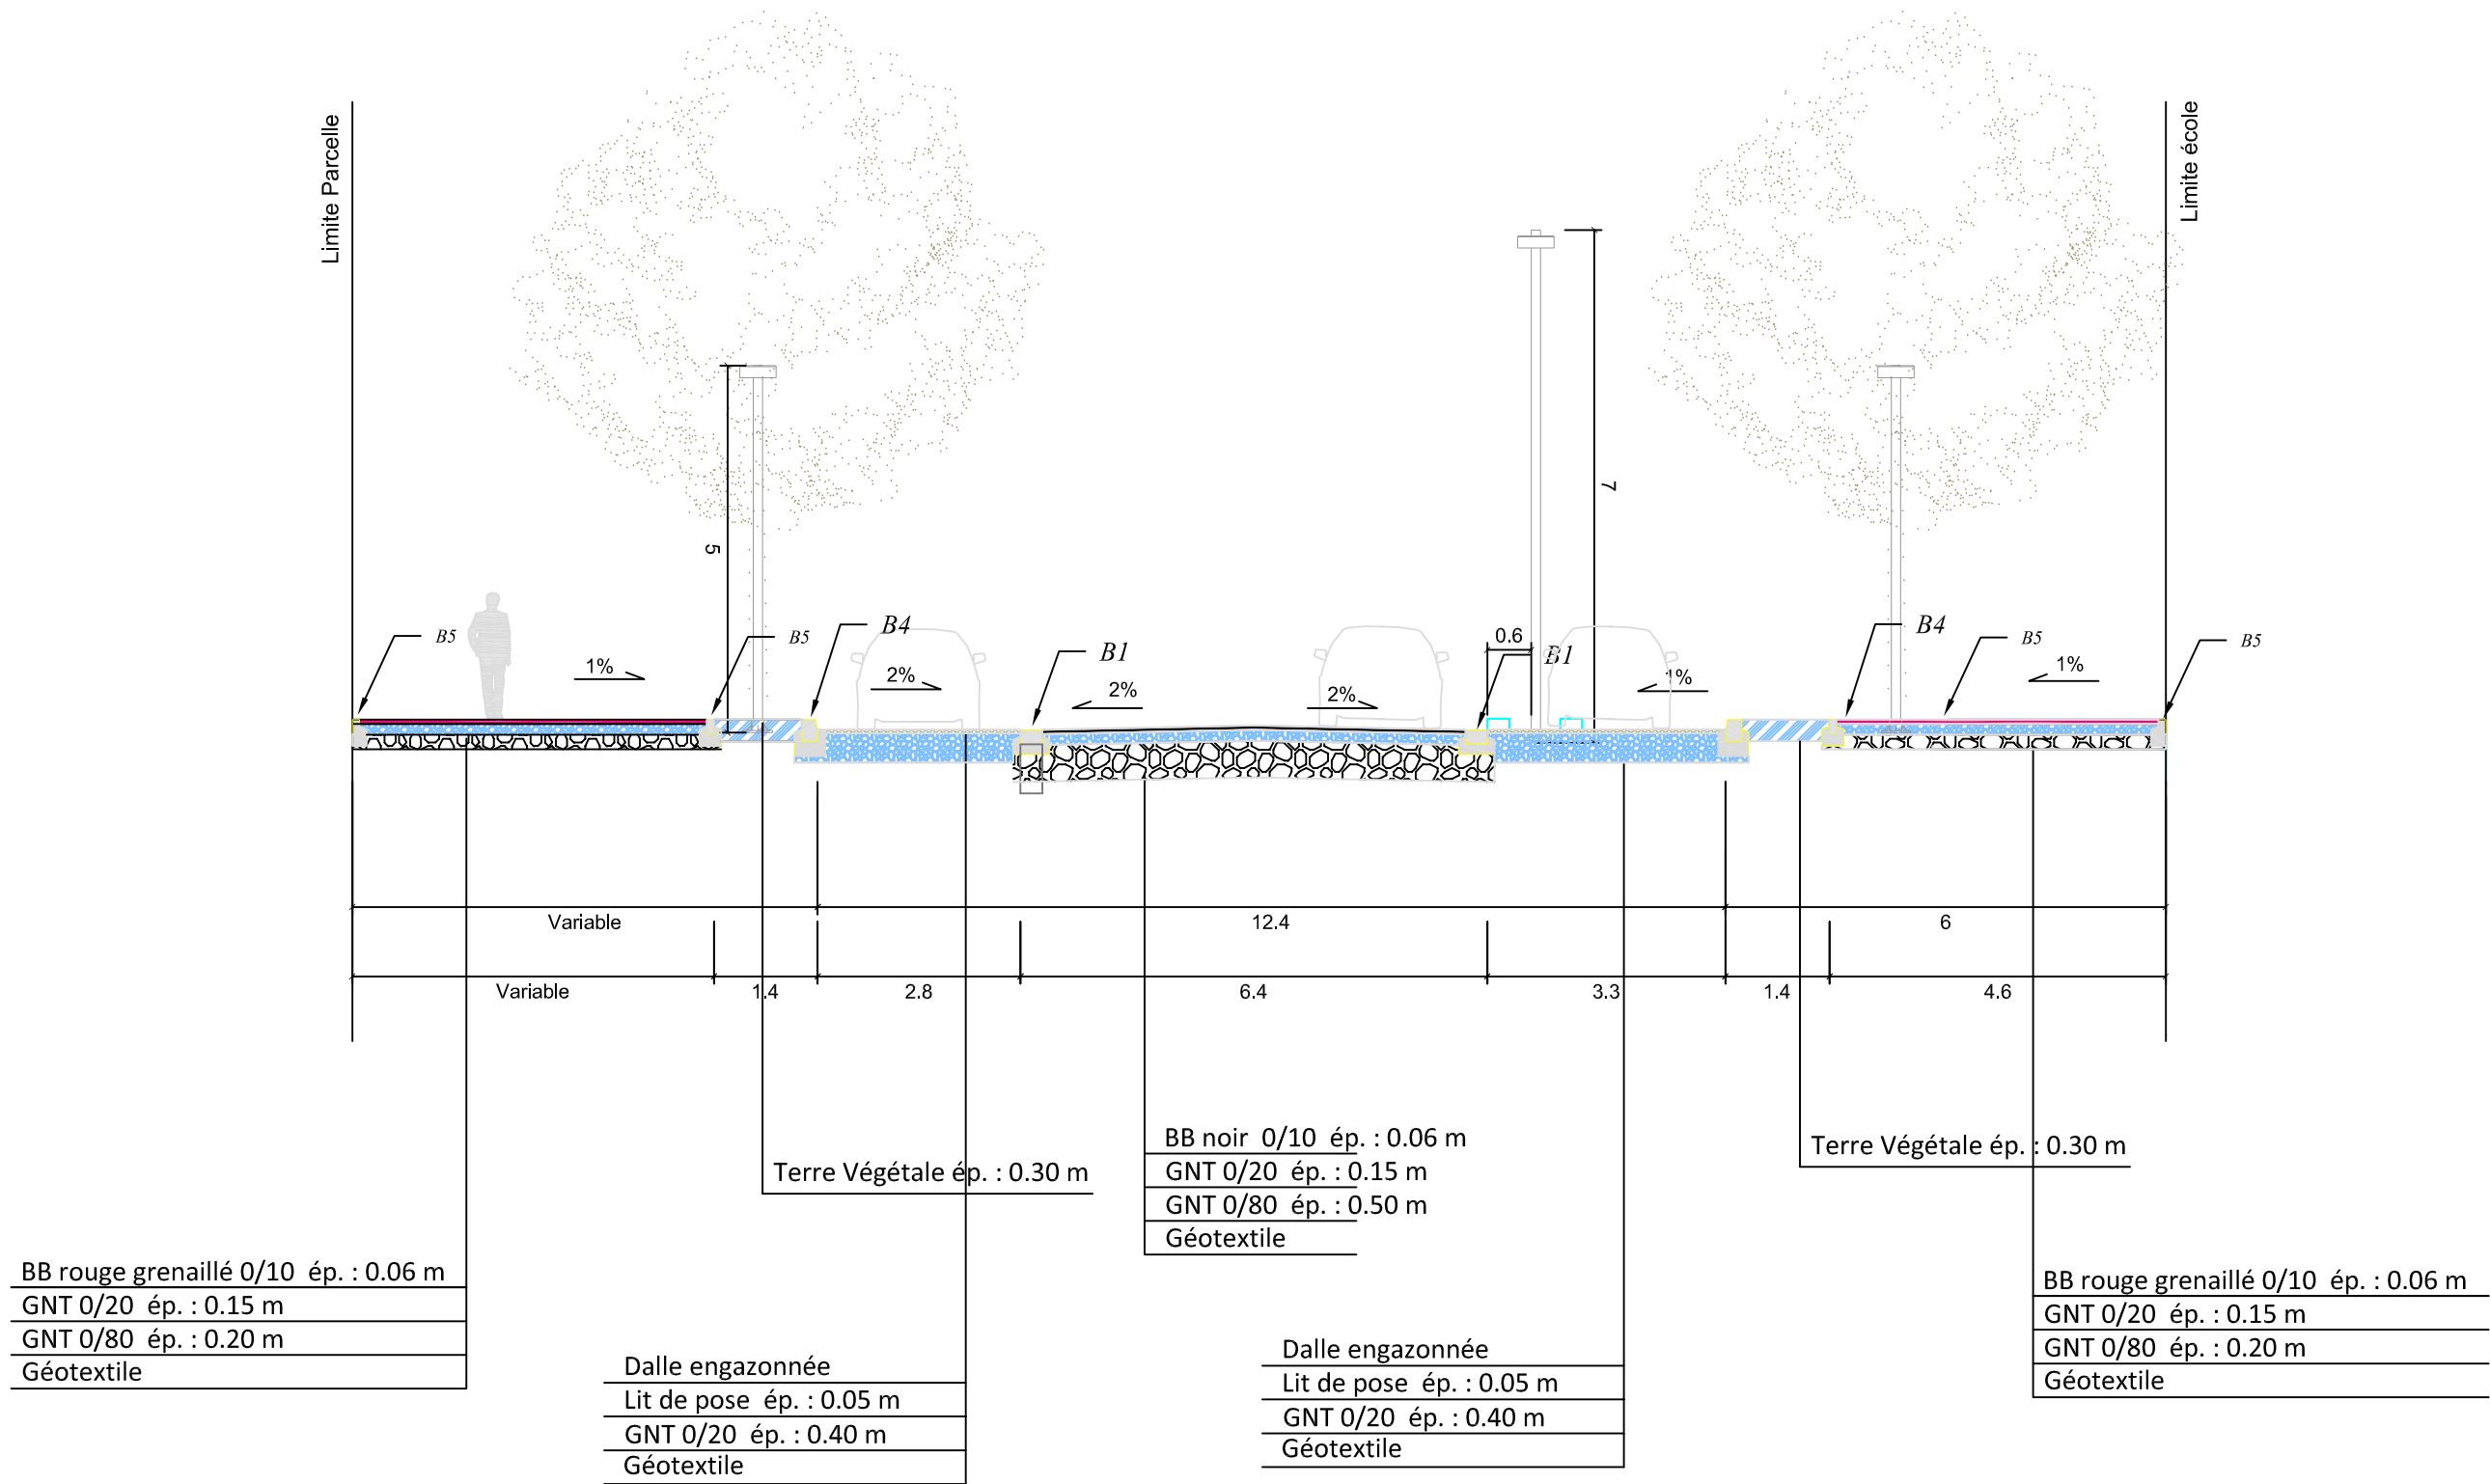 Limite Parcelle
Limite école
7
5
B5
1%
B5
B4
2%
B1
2%
2%
0.6
B1
1%
B4
B5
1%
B5
Variable
12.4
6
Variable
1.4
2.8
6.4
3.3
1.4
4.6
Terre Végétale ép. : 0.30 m
BB noir 0/10 ép. : 0.06 m
GNT 0/20 ép. : 0.15 m
GNT 0/80 ép. : 0.50 m
Géotextile
Terre Végétale ép. : 0.30 m
BB rouge grenaillé 0/10 ép. : 0.06 m
GNT 0/20 ép. : 0.15 m
GNT 0/80 ép. : 0.20 m
Géotextile
Dalle engazonnée
Lit de pose ép. : 0.05 m
GNT 0/20 ép. : 0.40 m
Géotextile
Dalle engazonnée
Lit de pose ép. : 0.05 m
GNT 0/20 ép. : 0.40 m
Géotextile
BB rouge grenaillé 0/10 ép. : 0.06 m
GNT 0/20 ép. : 0.15 m
GNT 0/80 ép. : 0.20 m
Géotextile